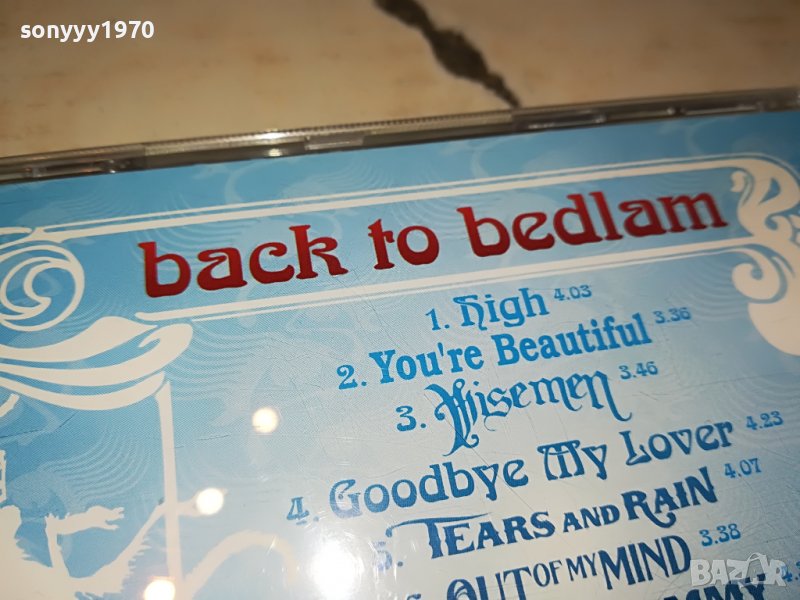 sonyyy1970
back to bedlam
1. High 4.03
2. You're Beautiful 3.36
3. Wisemen 3.46
4. Goodbye My Lover 4.23
5. TEARS AND RAIN 4.07
OUT OF MY MIND 3.38
BAZAR